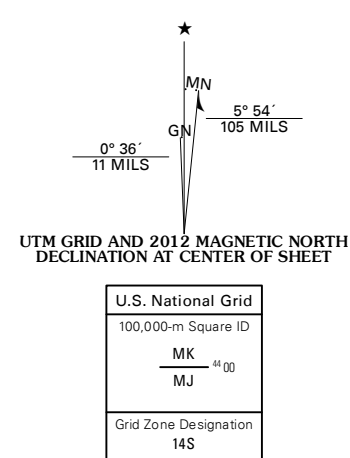 ★
MN
5° 54´
105 MILS
GN
0° 36´
11 MILS
UTM GRID AND 2012 MAGNETIC NORTH
DECLINATION AT CENTER OF SHEET
U.S. National Grid
100,000-m Square ID
MK
44 00
MJ
Grid Zone Designation
14S